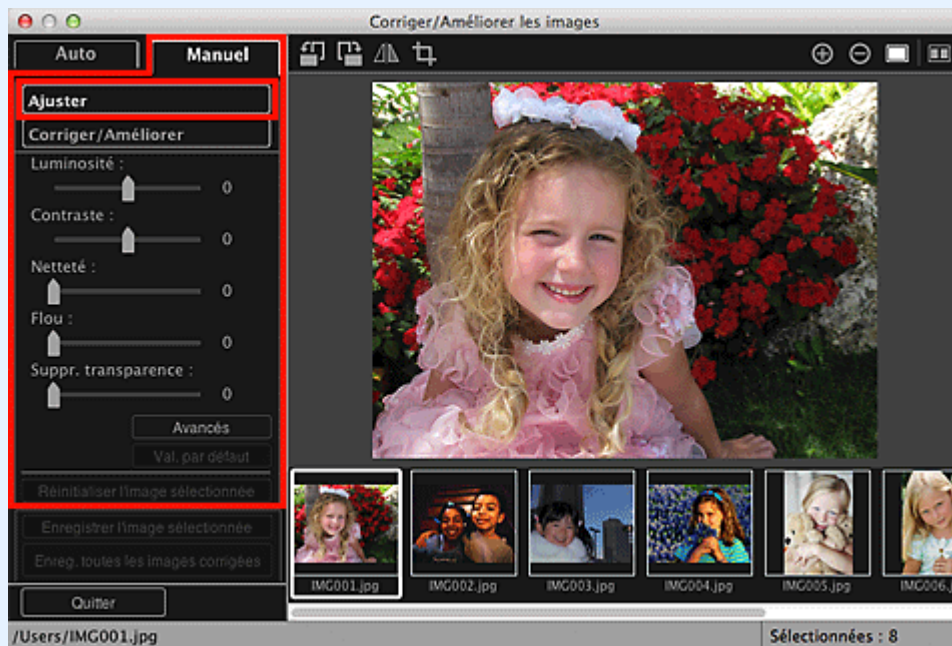 Corriger/Améliorer les images
Auto
Manuel
Ajuster
Corriger/Améliorer
Luminosité :
0
Contraste :
0
Netteté :
0
Flou :
0
Suppr. transparence :
0
Avancés
Val. par défaut
Réinitialiser l'image sélectionnée
Enregistrer l'image sélectionnée
Enreg. toutes les images corrigées
Quitter
IMG001.jpg
IMG002.jpg
IMG003.jpg
IMG004.jpg
IMG005.jpg
IMG006.j
/Users/IMG001.jpg
Sélectionnées : 8